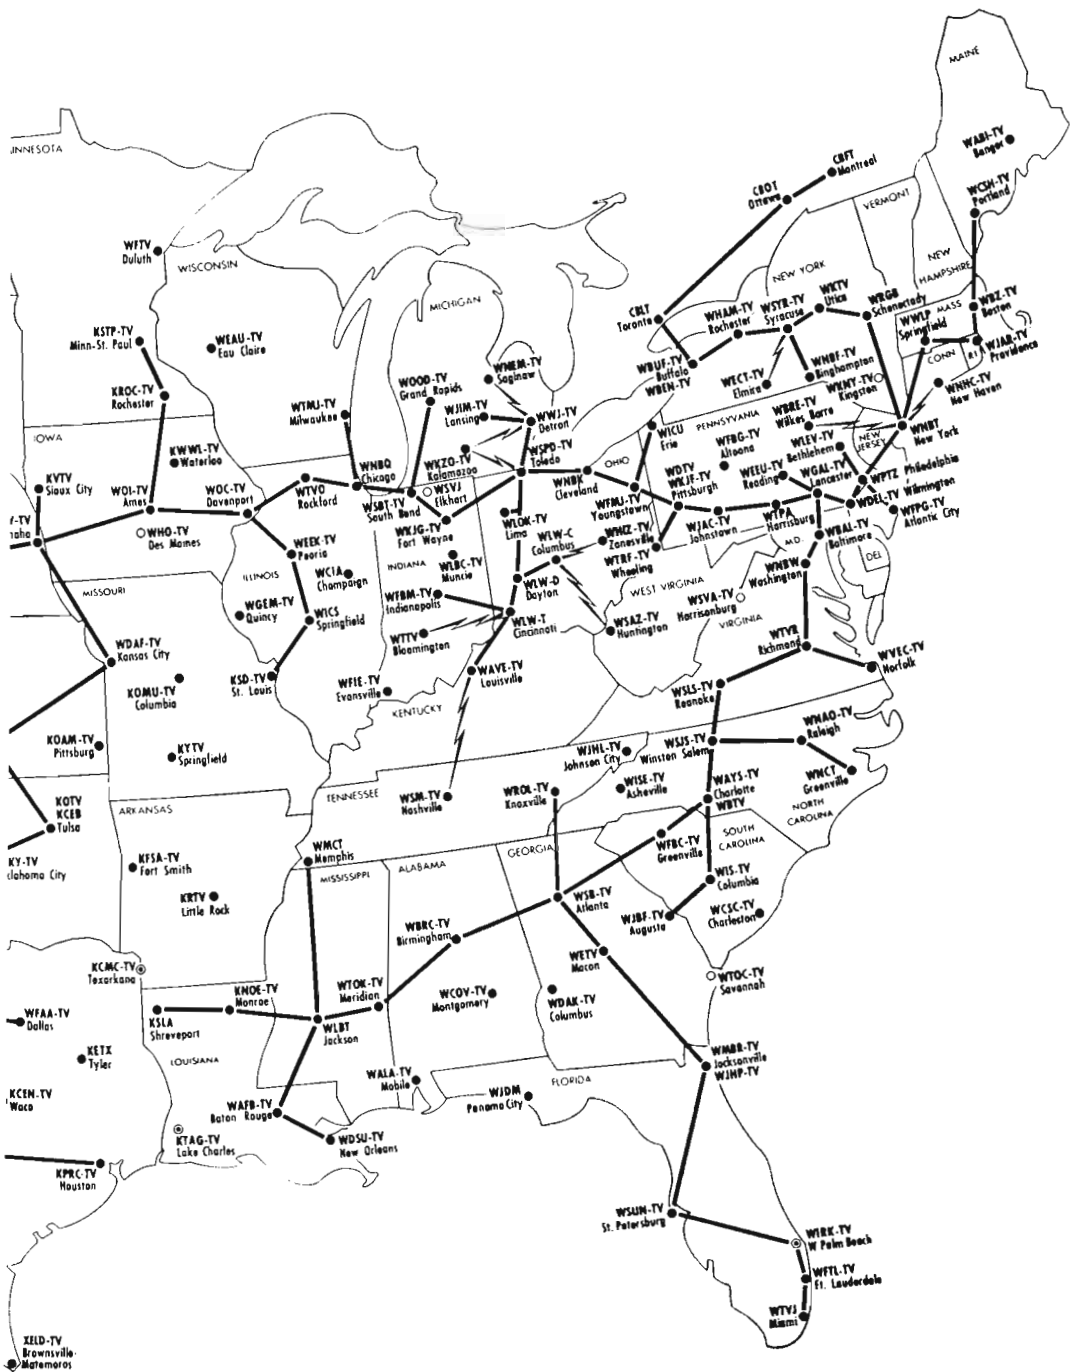 MAINE
INNESOTA
WABI-TV
Bangor
CBFT
Montreal
CBOT
Ottawa
WCSH-TV
Portland
VERMONT
WFTV
Duluth
WISCONSIN
NEW
HAMPSHIRE
NEW YORK
MICHIGAN
WKTV
Utica
WRGB
Schenectady
WSYR-TV
Syracuse
WHAM-TV
Rochester
CBLT
Toronto
MASS
WBZ-TV
Boston
WWLP
Springfield
WJAR-TV
Providence
CONN
R I
KSTP-TV
Minn-St. Paul
WEAU-TV
Eau Claire
WBUF-TV
Buffalo
WBEN-TV
WECT-TV
Elmira
WNBF-TV
Binghampton
WKNY-TV
Kingston
WNHC-TV
New Haven
WNEM-TV
Saginaw
WOOD-TV
Grand Rapids
KROC-TV
Rochester
WTMJ-TV
Milwaukee
WJIM-TV
Lansing
WWJ-TV
Detroit
WICU
Erie
PENNSYLVANIA
WBRE-TV
Wilkes Barre
NEW
JERSEY
WNBT
New York
IOWA
KWWL-TV
Waterloo
WSPD-TV
Toledo
WKZO-TV
Kalamazoo
OHIO
WFBG-TV
Altoona
WLEV-TV
Bethlehem
KVTV
Sioux City
WOI-TV
Ames
WOC-TV
Davenport
WTVO
Rockford
WNBQ
Chicago
WSBT-TV
South Bend
WSVJ
Elkhart
WNBK
Cleveland
WDTV
WKJF-TV
Pittsburgh
WEEU-TV
Reading
WGAL-TV
Lancaster
WPTZ Philadelphia
WDEL-TV Wilmington
WFPG-TV
Atlantic City
WHO-TV
Des Moines
WKJG-TV
Fort Wayne
WLOK-TV
Lima
WFMJ-TV
Youngstown
WJAC-TV
Johnstown
WTPA
Harrisburg
WBAL-TV
Baltimore
M.D.
DEL
WEEK-TV
Peoria
WLW-C
Columbus
WHIZ-TV
Zanesville
WTRF-TV
Wheeling
WNBW
Washington
ILLINOIS
WCIA
Champaign
INDIANA
WLBC-TV
Muncie
WLW-D
Dayton
WEST VIRGINIA
MISSOURI
WGEM-TV
Quincy
WICS
Springfield
WFBM-TV
Indianapolis
WTTV
Bloomington
WLW-T
Cincinnati
WSAZ-TV
Huntington
WSVA-TV
Harrisonburg
VIRGINIA
WTVR
Richmond
WVEC-TV
Norfolk
WDAF-TV
Kansas City
KOMU-TV
Columbia
KSD-TV
St. Louis
WFIE-TV
Evansville
WAVE-TV
Louisville
KENTUCKY
WSLS-TV
Roanoke
KOAM-TV
Pittsburg
KYTV
Springfield
WJHL-TV
Johnson City
WSJS-TV
Winston Salem
WNAO-TV
Raleigh
WNCT
Greenville
WISE-TV
Asheville
WAYS-TV
Charlotte
WBTV
NORTH
CAROLINA
KOTV
KCEB
Tulsa
ARKANSAS
TENNESSEE
WSM-TV
Nashville
WROL-TV
Knoxville
KY-TV
klahoma City
KFSA-TV
Fort Smith
WMCT
Memphis
MISSISSIPPI
ALABAMA
GEORGIA
WFBC-TV
Greenville
SOUTH
CAROLINA
WIS-TV
Columbia
KRTV
Little Rock
WSB-TV
Atlanta
WJBF-TV
Augusta
WCSC-TV
Charleston
WBRC-TV
Birmingham
WETV
Macon
KCMC-TV
Texarkana
WTOC-TV
Savannah
KNOE-TV
Monroe
WTOK-TV
Meridian
WCOV-TV
Montgomery
WDAK-TV
Columbus
WFAA-TV
Dallas
KSLA
Shreveport
WLBT
Jackson
KETX
Tyler
LOUISIANA
WALA-TV
Mobile
WJDM
Panama City
FLORIDA
WMBR-TV
Jacksonville
WJHP-TV
KCEN-TV
Waco
WAFB-TV
Baton Rouge
WDSU-TV
New Orleans
KTAG-TV
Lake Charles
KPRC-TV
Houston
WSUN-TV
St. Petersburg
WIRK-TV
W Palm Beach
WFTL-TV
Ft. Lauderdale
WTVJ
Miami
XELD-TV
Brownsville-
Matamoros